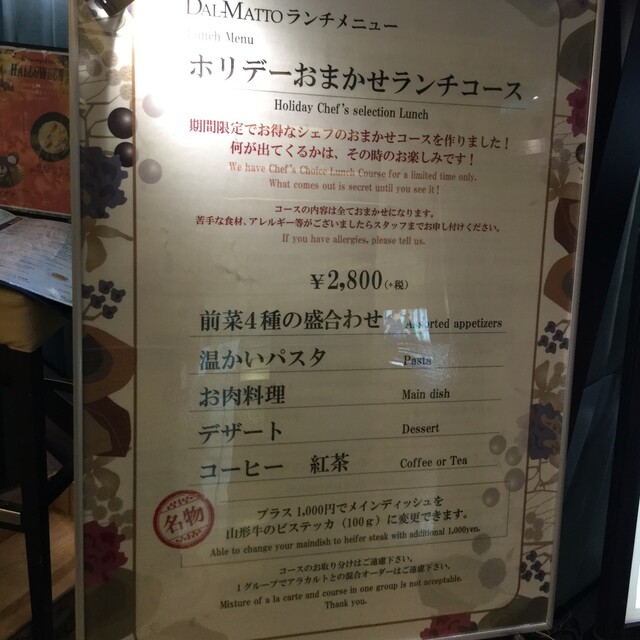 DAL-MATTO ランチメニュー
Lunch Menu
ホリデーおまかせランチコース
Holiday Chef's selection Lunch
期間限定でお得なシェフのおまかせコースを作りました！
何が出てくるかは、その時のお楽しみです！
We have Chef's Choice Lunch Course for a limited time only.
What comes out is secret until you see it!
コースの内容は全ておまかせになります。
苦手な食材、アレルギー等がございましたらスタッフまでお申し付けください。
If you have allergies, please tell us.
¥2,800(+税)
前菜4種の盛合わせ Assorted appetizers
温かいパスタ Pasta
お肉料理 Main dish
デザート Dessert
コーヒー 紅茶 Coffee or Tea
名物
プラス1,000円でメインディッシュを
山形牛のビステッカ（100g）に変更できます。
Able to change your maindish to heifer steak with additional 1,000yen.
コースのお取り分けはご遠慮下さい。
1グループでアラカルトとの混合オーダーはご遠慮下さい。
Mixture of a la carte and course in one group is not acceptable.
Thank you.
HALLOWEEN